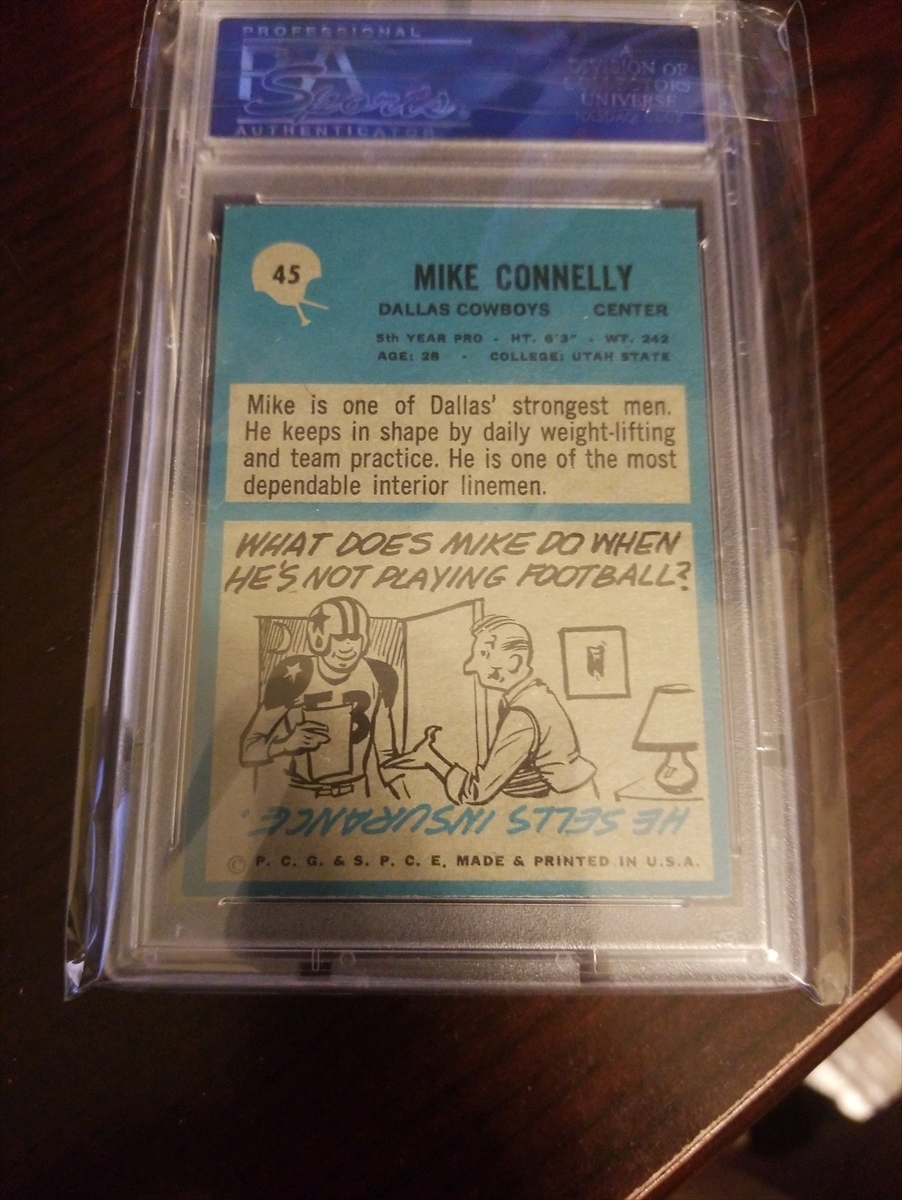 PROFESSIONAL
PSA
Sports
AUTHENTICATOR
A
DIVISION OF
COLLECTORS
UNIVERSE
45
MIKE CONNELLY
DALLAS COWBOYS CENTER
5th YEAR PRO - HT. 6'3" - WT. 242
AGE: 28 - COLLEGE: UTAH STATE
Mike is one of Dallas' strongest men.
He keeps in shape by daily weight-lifting
and team practice. He is one of the most
dependable interior linemen.
WHAT DOES MIKE DO WHEN
HE'S NOT PLAYING FOOTBALL?
HE SELLS INSURANCE.
© P. C. G. & S. P. C. E. MADE & PRINTED IN U.S.A.